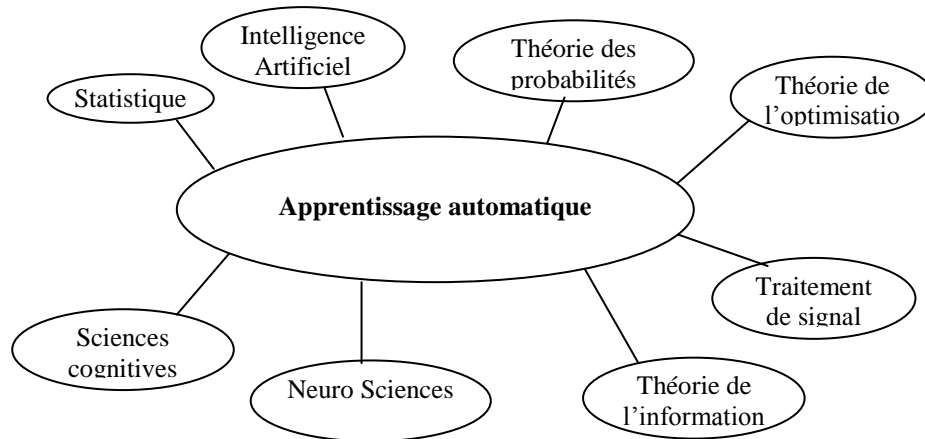 Intelligence
Artificiel
Théorie des
probabilités
Statistique
Théorie de
l’optimisatio
Apprentissage automatique
Traitement
de signal
Sciences
cognitives
Neuro Sciences
Théorie de
l’information